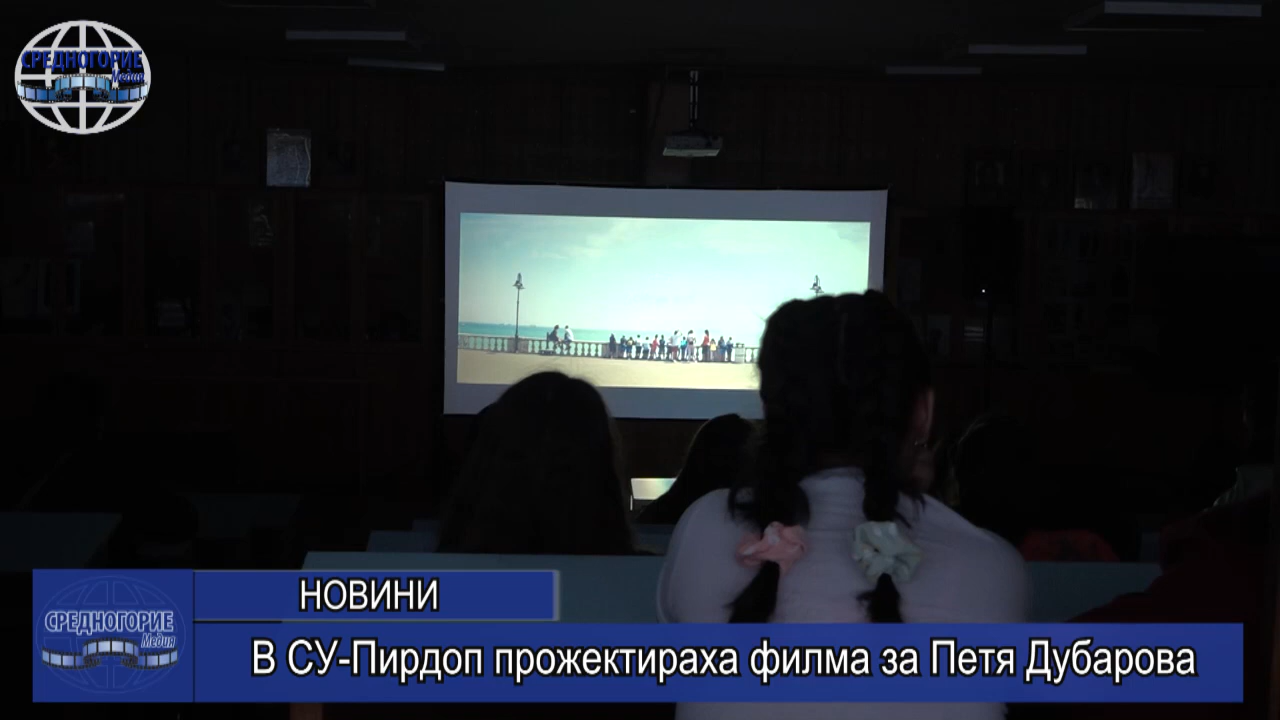 СРЕДНОГОРИЕ
Медия
НОВИНИ
СРЕДНОГОРИЕ
Медия
В СУ-Пирдоп прожектираха филма за Петя Дубарова